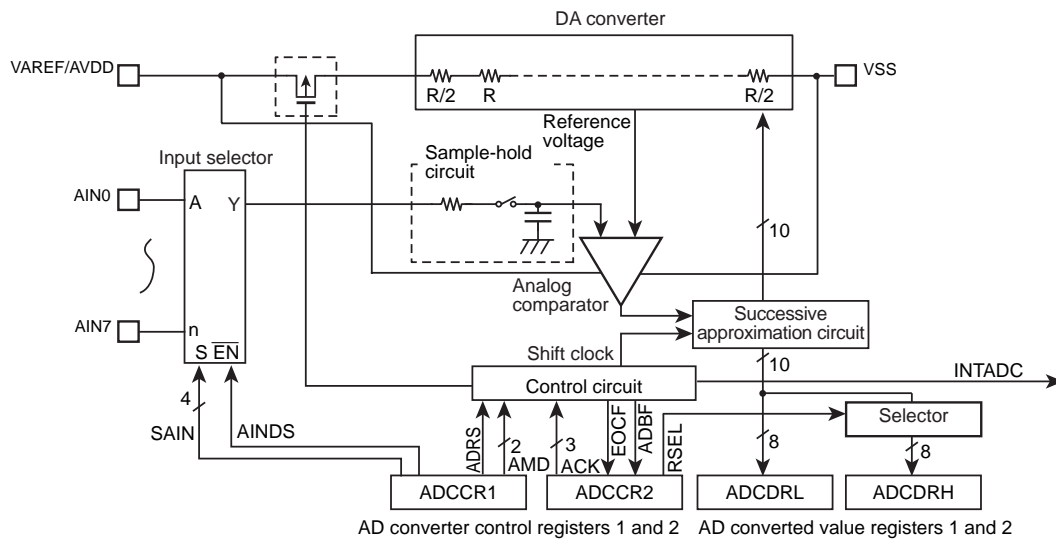 DA converter
VAREF/AVDD
VSS
R/2
R
R/2
Reference
voltage
Input selector
Sample-hold
circuit
AIN0
A
Y
10
Analog
comparator
AIN7
n
S EN
Successive
approximation circuit
Shift clock
10
INTADC
Control circuit
4
SAIN
AINDS
ADRS
2
AMD
3
ACK
EOCF
ADBF
RSEL
Selector
8
8
ADCCR1
ADCCR2
ADCDRL
ADCDRH
AD converter control registers 1 and 2
AD converted value registers 1 and 2